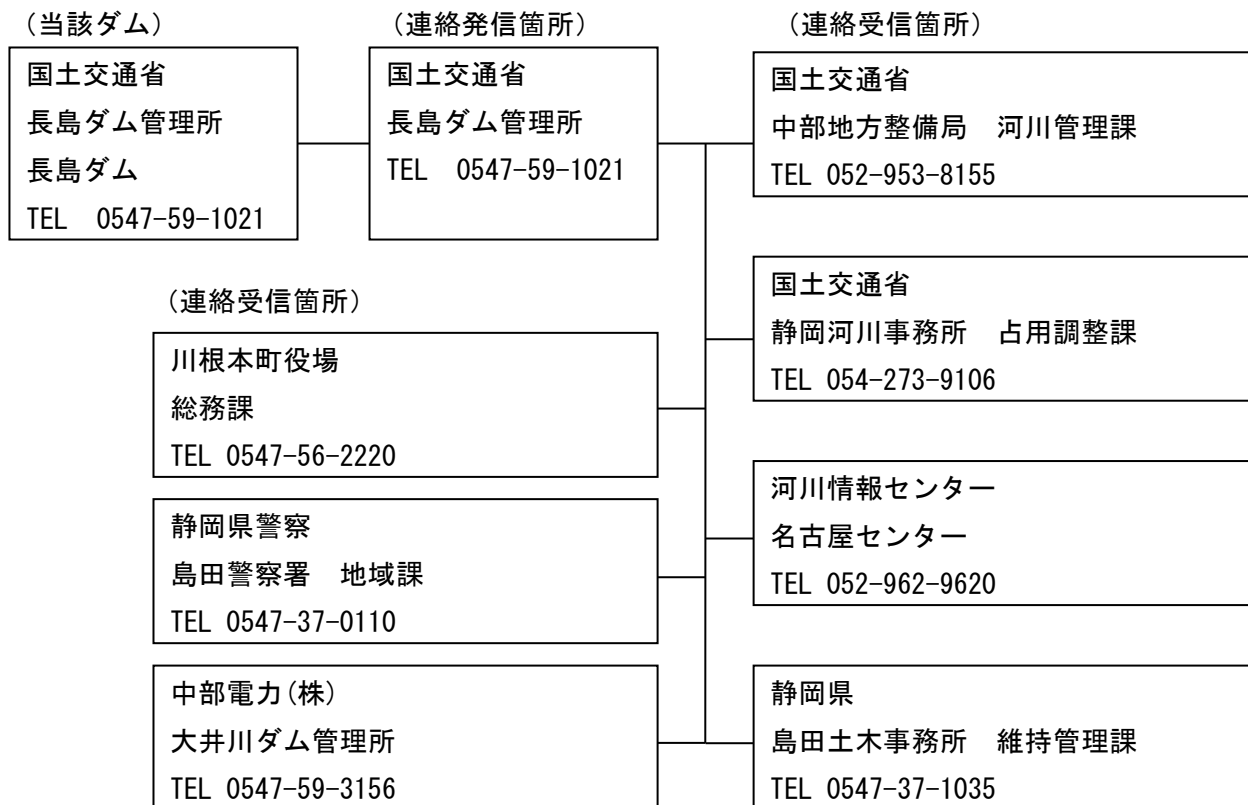 （当該ダム）
国土交通省
長島ダム管理所
長島ダム
TEL　0547-59-1021
（連絡発信箇所）
国土交通省
長島ダム管理所
TEL　0547-59-1021
（連絡受信箇所）
国土交通省
中部地方整備局　河川管理課
TEL 052-953-8155
国土交通省
静岡河川事務所　占用調整課
TEL 054-273-9106
河川情報センター
名古屋センター
TEL 052-962-9620
静岡県
島田土木事務所　維持管理課
TEL 0547-37-1035
（連絡受信箇所）
川根本町役場
総務課
TEL 0547-56-2220
静岡県警察
島田警察署　地域課
TEL 0547-37-0110
中部電力(株)
大井川ダム管理所
TEL 0547-59-3156